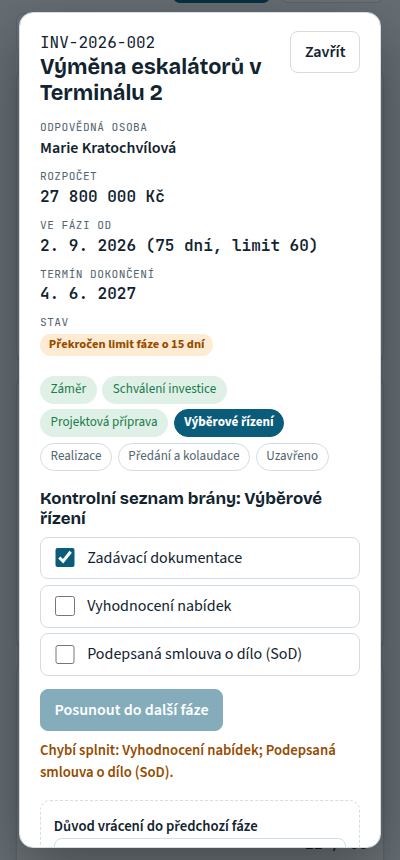 INV-2026-002
Zavřít
Výměna eskalátorů v
Terminálu 2
ODPOVĚDNÁ OSOBA
Marie Kratochvílová
ROZPOČET
27 800 000 Kč
VE FÁZI OD
2. 9. 2026 (75 dní, limit 60)
TERMÍN DOKONČENÍ
4. 6. 2027
STAV
Překročen limit fáze o 15 dní
Záměr Schválení investice
Projektová příprava Výběrové řízení
Realizace Předání a kolaudace Uzavřeno
Kontrolní seznam brány: Výběrové
řízení
Zadávací dokumentace
Vyhodnocení nabídek
Podepsaná smlouva o dílo (SoD)
Posunout do další fáze
Chybí splnit: Vyhodnocení nabídek; Podepsaná
smlouva o dílo (SoD).
Důvod vrácení do předchozí fáze